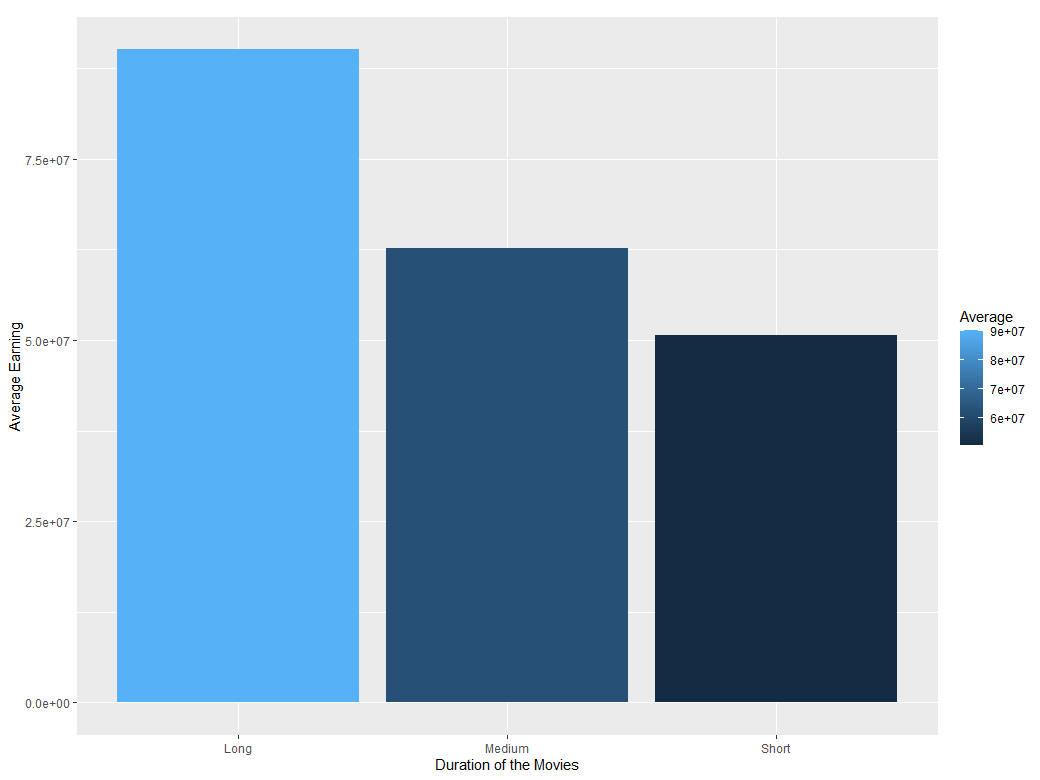 Average Earning
7.5e+07
5.0e+07
2.5e+07
0.0e+00
Long Medium Short
Duration of the Movies
Average
9e+07
8e+07
7e+07
6e+07